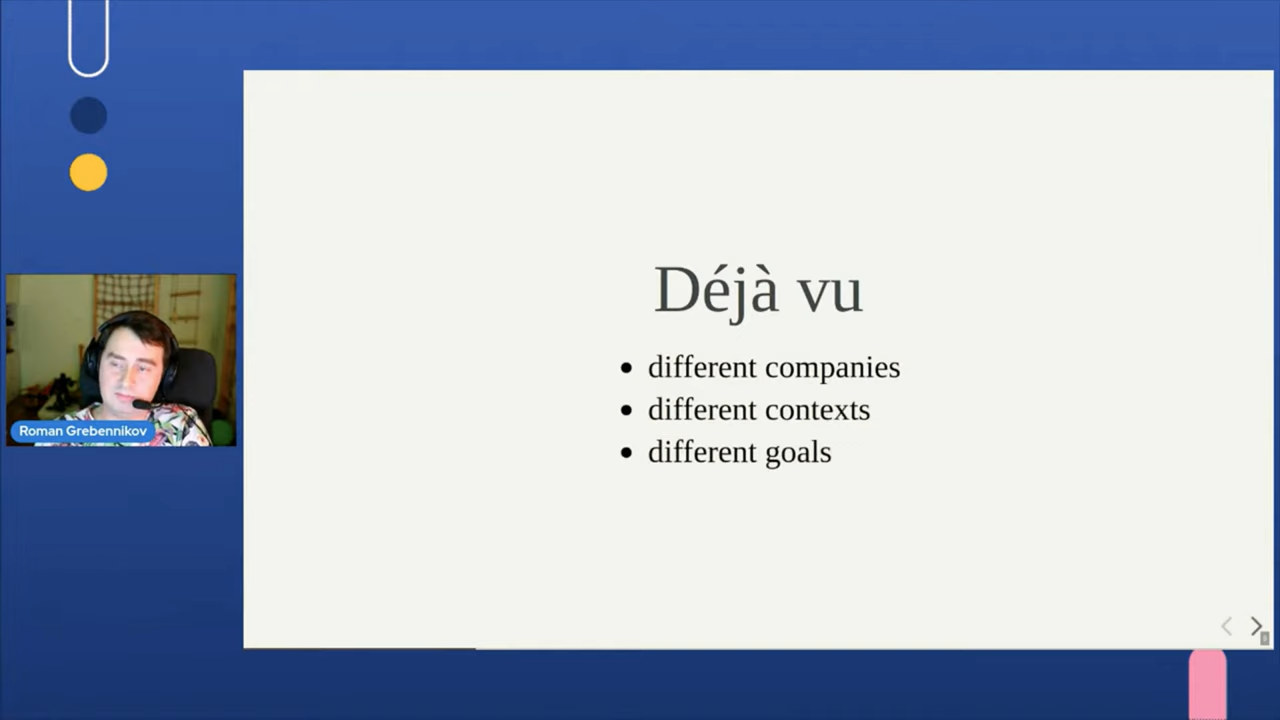 Déjà vu
different companies
different contexts
different goals
Roman Grebennikov